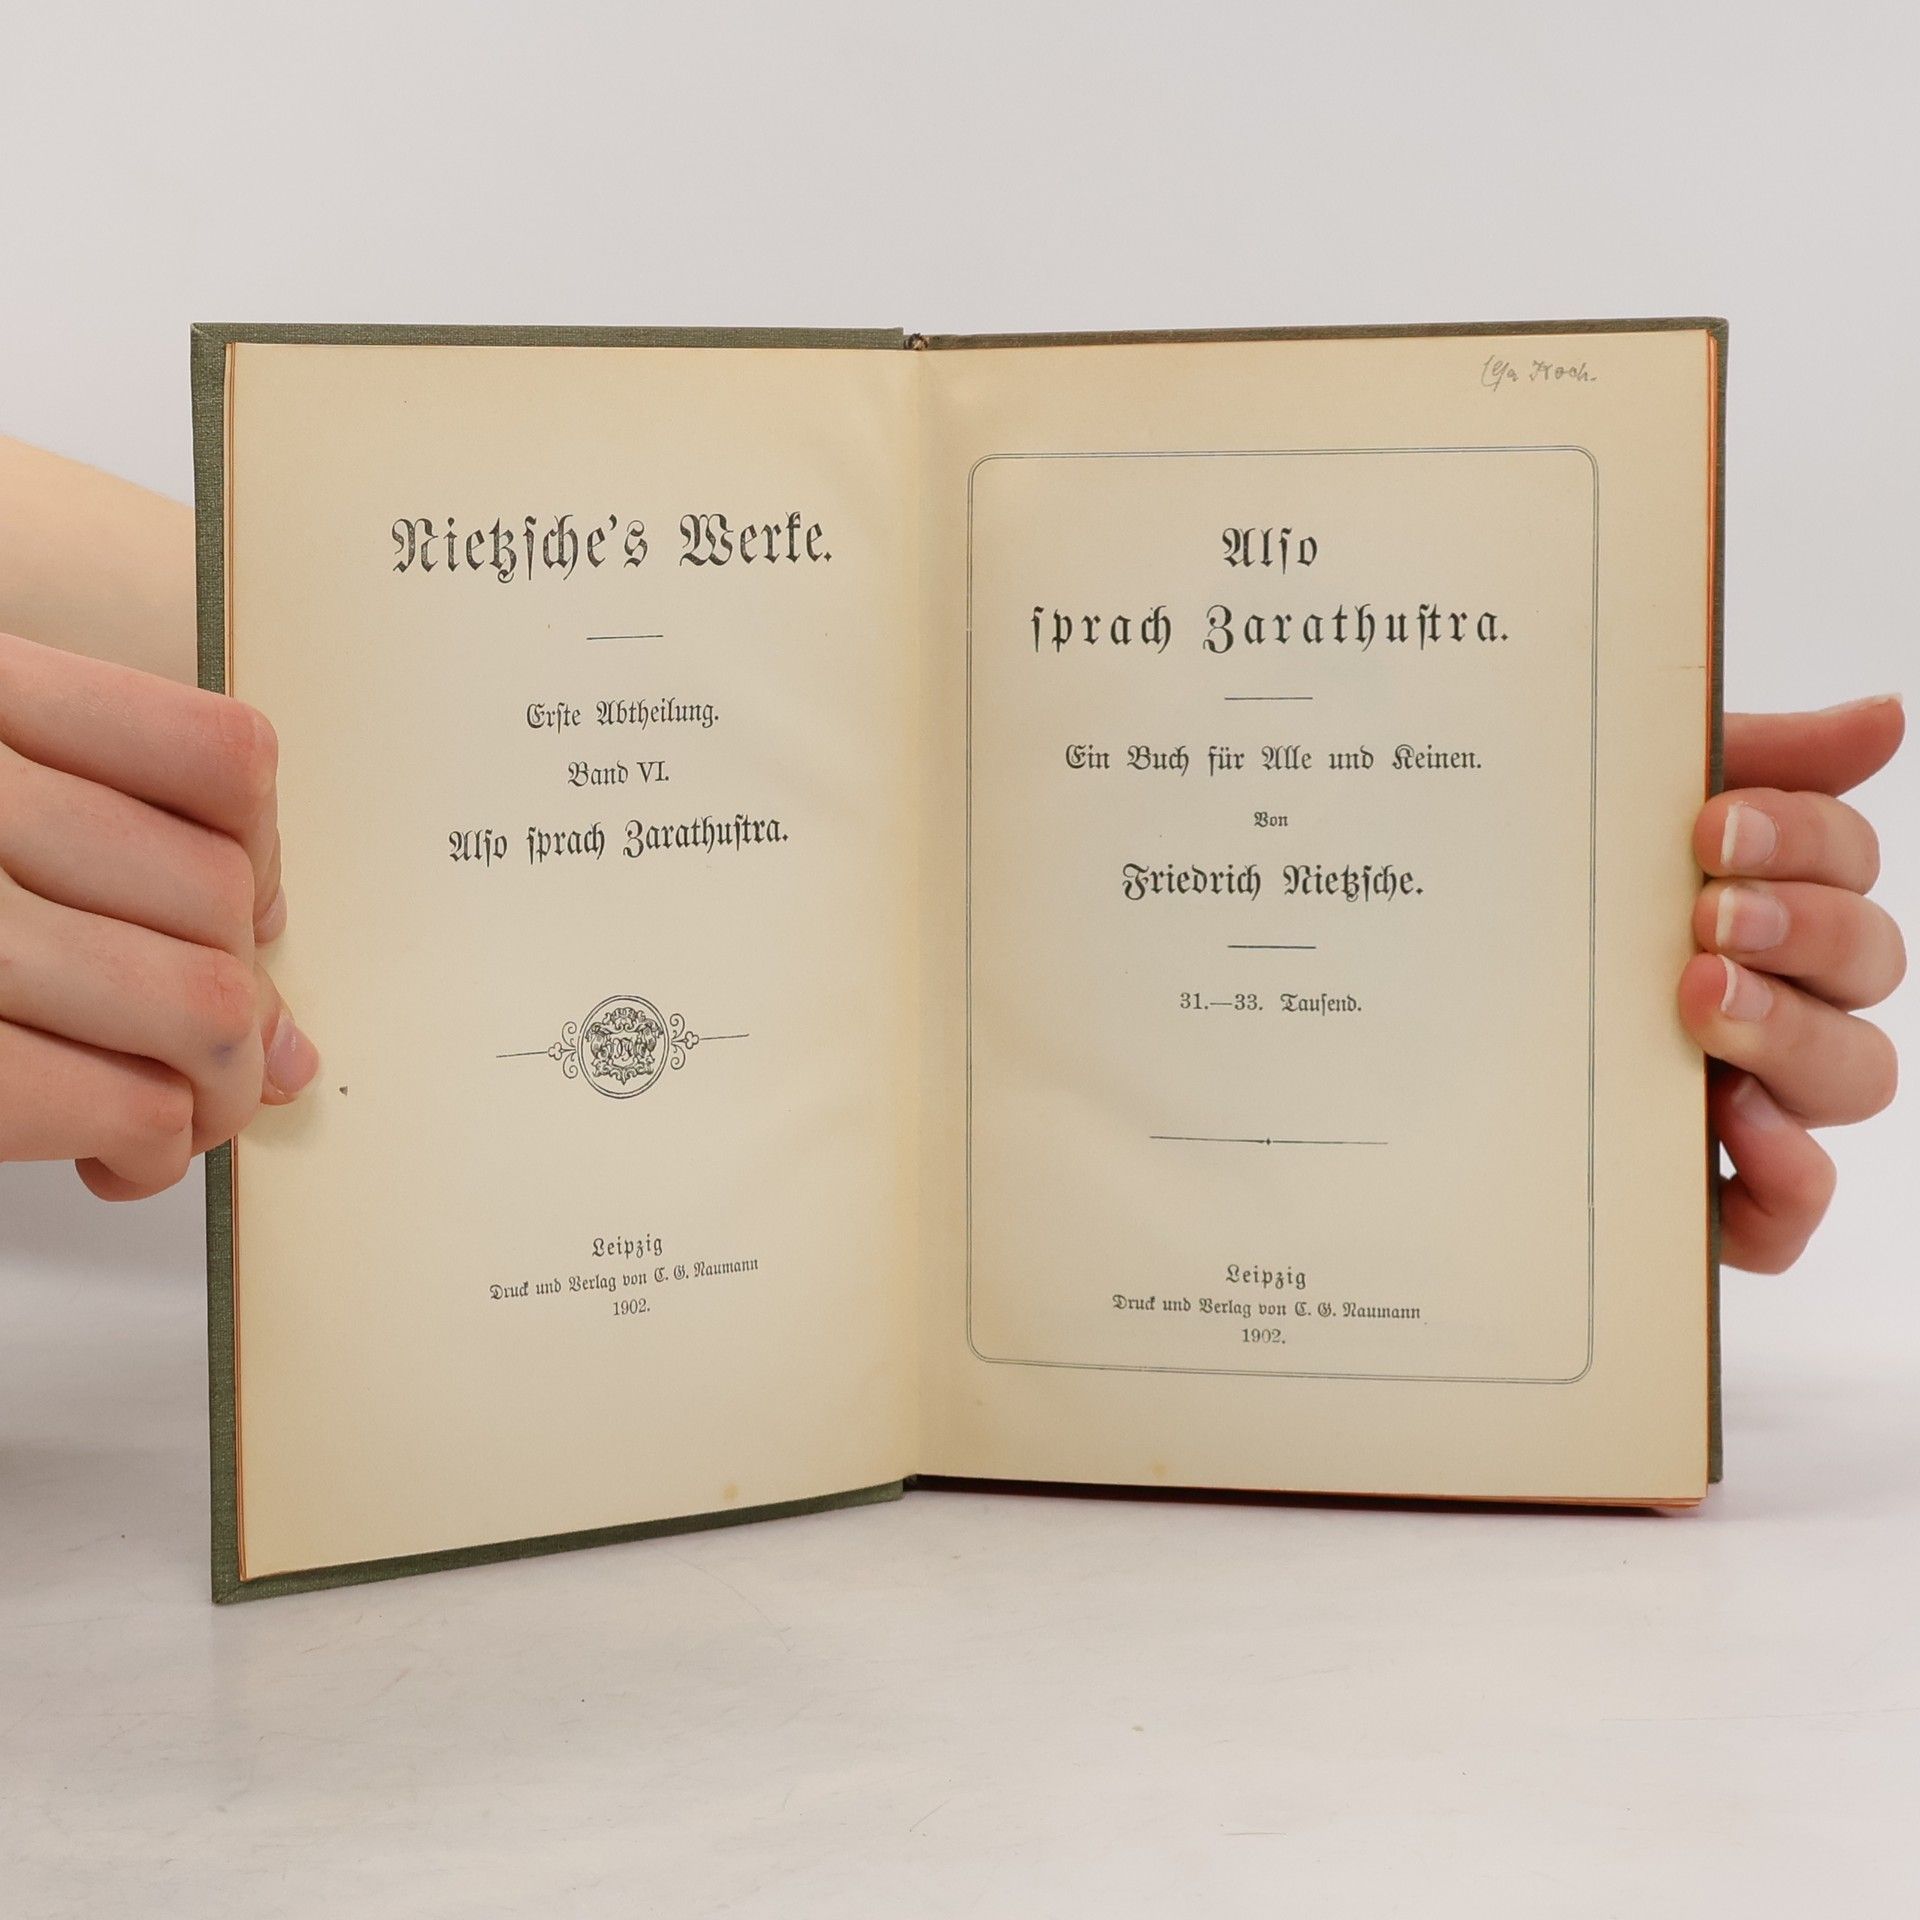 Nietzsche's Werke.
Erste Abtheilung.
Band VI.
Also sprach Zarathustra.
Leipzig
Druck und Verlag von C. G. Naumann
1902.
Koch.
Also
sprach Zarathustra.
Ein Buch für Alle und Keinen.
Von
Friedrich Nietzsche.
31.—33. Tausend.
Leipzig
Druck und Verlag von C. G. Naumann
1902.